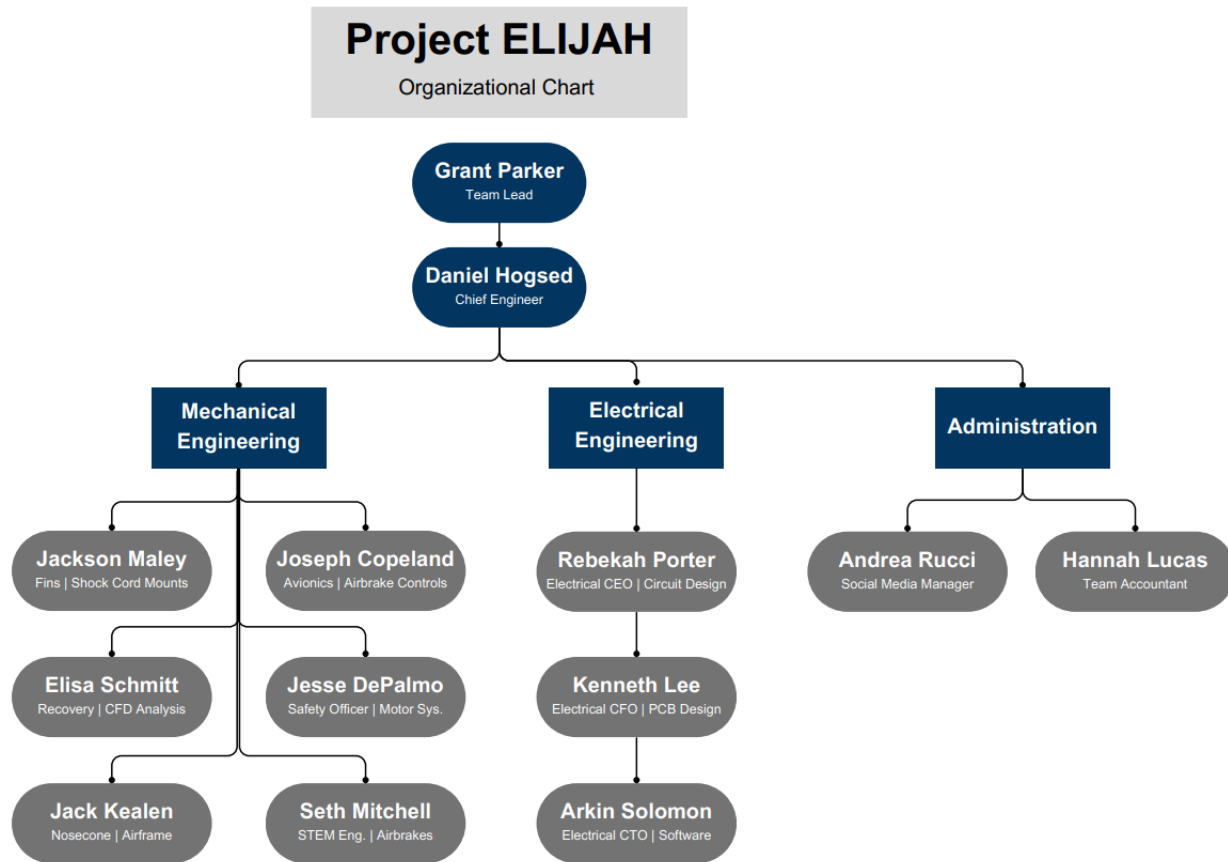 Project ELIJAH
Organizational Chart
Grant Parker
Team Lead
Daniel Hogsed
Chief Engineer
Mechanical
Engineering
Electrical
Engineering
Administration
Jackson Maley
Fins | Shock Cord Mounts
Joseph Copeland
Avionics | Airbrake Controls
Rebekah Porter
Electrical CEO | Circuit Design
Andrea Rucci
Social Media Manager
Hannah Lucas
Team Accountant
Elisa Schmitt
Recovery | CFD Analysis
Jesse DePalmo
Safety Officer | Motor Sys.
Kenneth Lee
Electrical CFO | PCB Design
Jack Kealen
Nosecone | Airframe
Seth Mitchell
STEM Eng. | Airbrakes
Arkin Solomon
Electrical CTO | Software